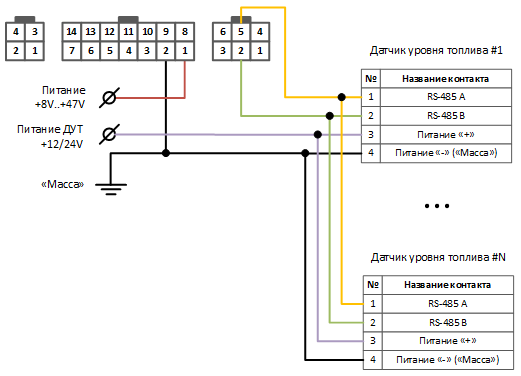 4 3
2 1
14 13 12 11 10 9 8
7 6 5 4 3 2 1
6 5 4
3 2 1
Датчик уровня топлива #1
№ Название контакта
1 RS-485 A
2 RS-485 B
3 Питание «+»
4 Питание «-» («Масса»)
Питание
+8V..+47V
Питание ДУТ
+12/24V
«Масса»
...
Датчик уровня топлива #N
№ Название контакта
1 RS-485 A
2 RS-485 B
3 Питание «+»
4 Питание «-» («Масса»)